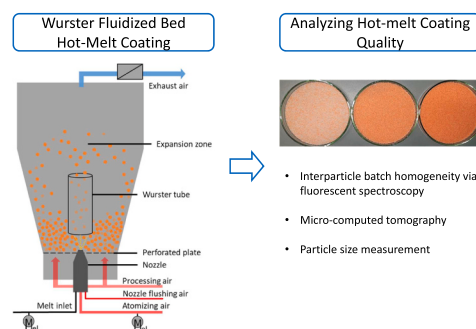 Wurster Fluidized Bed
Hot-Melt Coating
Exhaust air
Expansion zone
Wurster tube
Perforated plate
Nozzle
Processing air
Nozzle flushing air
Melt inlet
Atomizing air
M
M
Analyzing Hot-melt Coating
Quality
• Interparticle batch homogeneity via
fluorescent spectroscopy
• Micro-computed tomography
• Particle size measurement